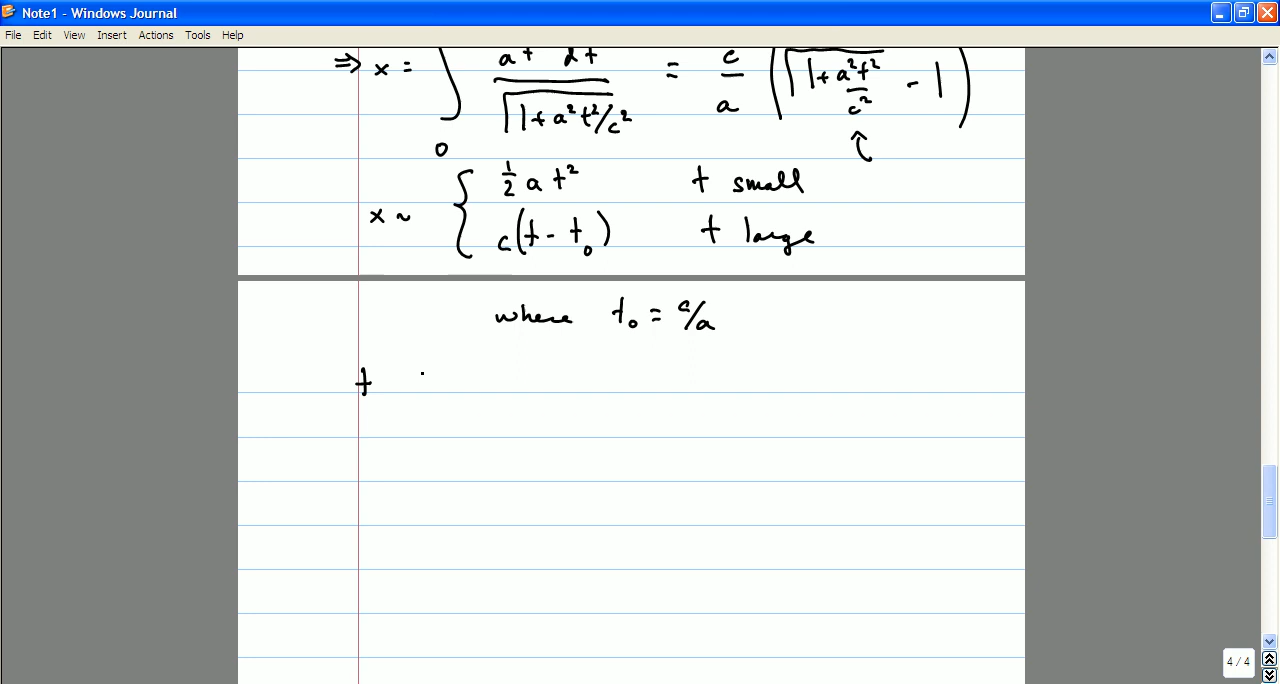 Note1 - Windows Journal
File Edit View Insert Actions Tools Help
⇒ x = ∫₀ at dt / √(1 + a²t²/c²) = c/a (√(1 + a²t²/c²) - 1)
x ~ { ½ a t² t small
c(t - t₀) t large
where t₀ = c/a
t
4 / 4